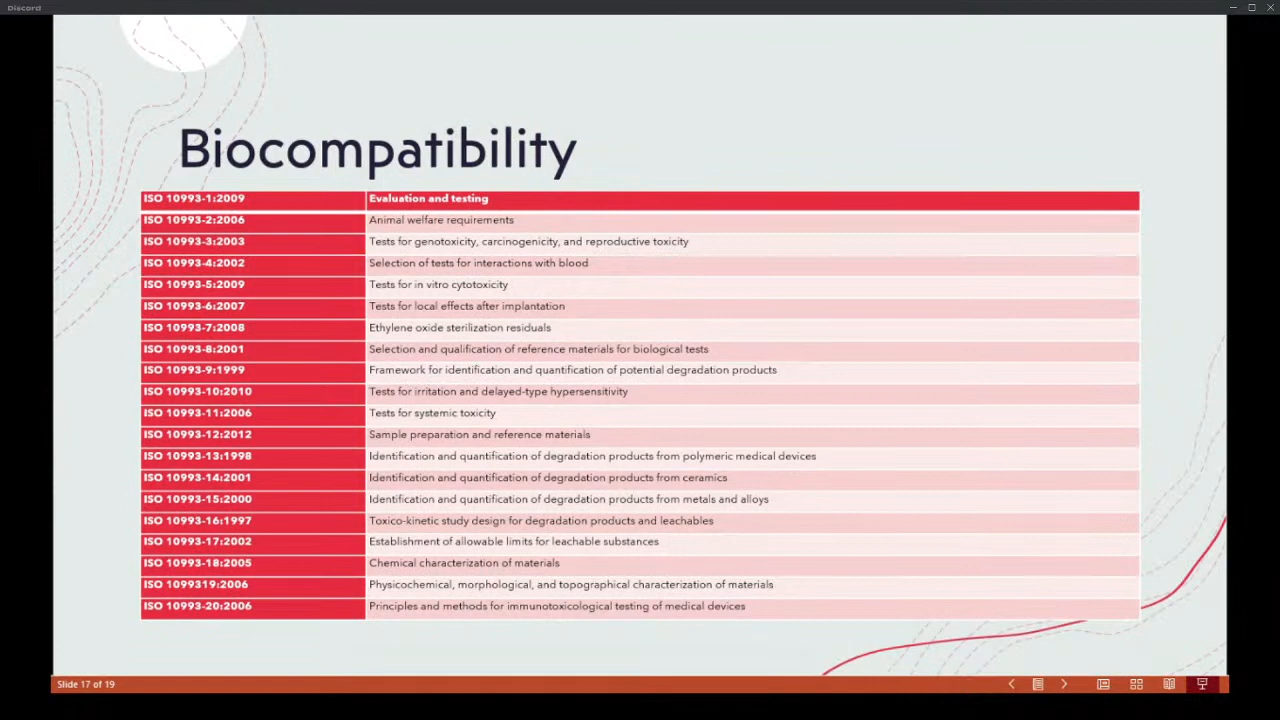 Discord
Biocompatibility
ISO 10993-1:2009 Evaluation and testing
ISO 10993-2:2006 Animal welfare requirements
ISO 10993-3:2003 Tests for genotoxicity, carcinogenicity, and reproductive toxicity
ISO 10993-4:2002 Selection of tests for interactions with blood
ISO 10993-5:2009 Tests for in vitro cytotoxicity
ISO 10993-6:2007 Tests for local effects after implantation
ISO 10993-7:2008 Ethylene oxide sterilization residuals
ISO 10993-8:2001 Selection and qualification of reference materials for biological tests
ISO 10993-9:1999 Framework for identification and quantification of potential degradation products
ISO 10993-10:2010 Tests for irritation and delayed-type hypersensitivity
ISO 10993-11:2006 Tests for systemic toxicity
ISO 10993-12:2012 Sample preparation and reference materials
ISO 10993-13:1998 Identification and quantification of degradation products from polymeric medical devices
ISO 10993-14:2001 Identification and quantification of degradation products from ceramics
ISO 10993-15:2000 Identification and quantification of degradation products from metals and alloys
ISO 10993-16:1997 Toxico-kinetic study design for degradation products and leachables
ISO 10993-17:2002 Establishment of allowable limits for leachable substances
ISO 10993-18:2005 Chemical characterization of materials
ISO 1099319:2006 Physicochemical, morphological, and topographical characterization of materials
ISO 10993-20:2006 Principles and methods for immunotoxicological testing of medical devices
Slide 17 of 19